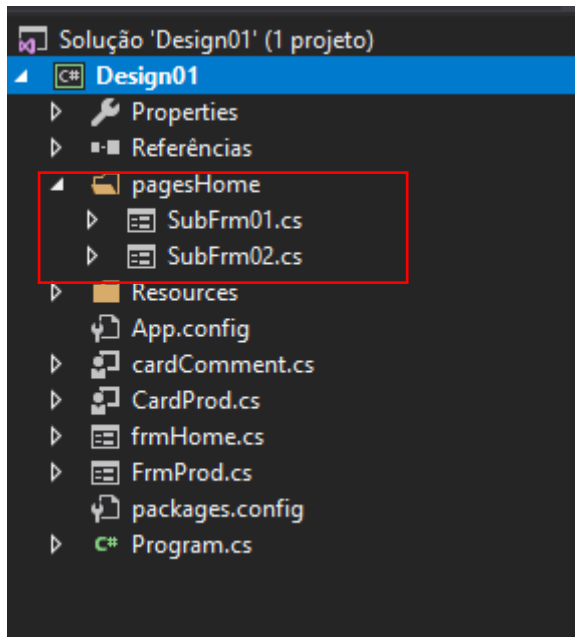 Solução 'Design01' (1 projeto)
C# Design01
Properties
Referências
pagesHome
SubFrm01.cs
SubFrm02.cs
Resources
App.config
cardComment.cs
CardProd.cs
frmHome.cs
FrmProd.cs
packages.config
C# Program.cs